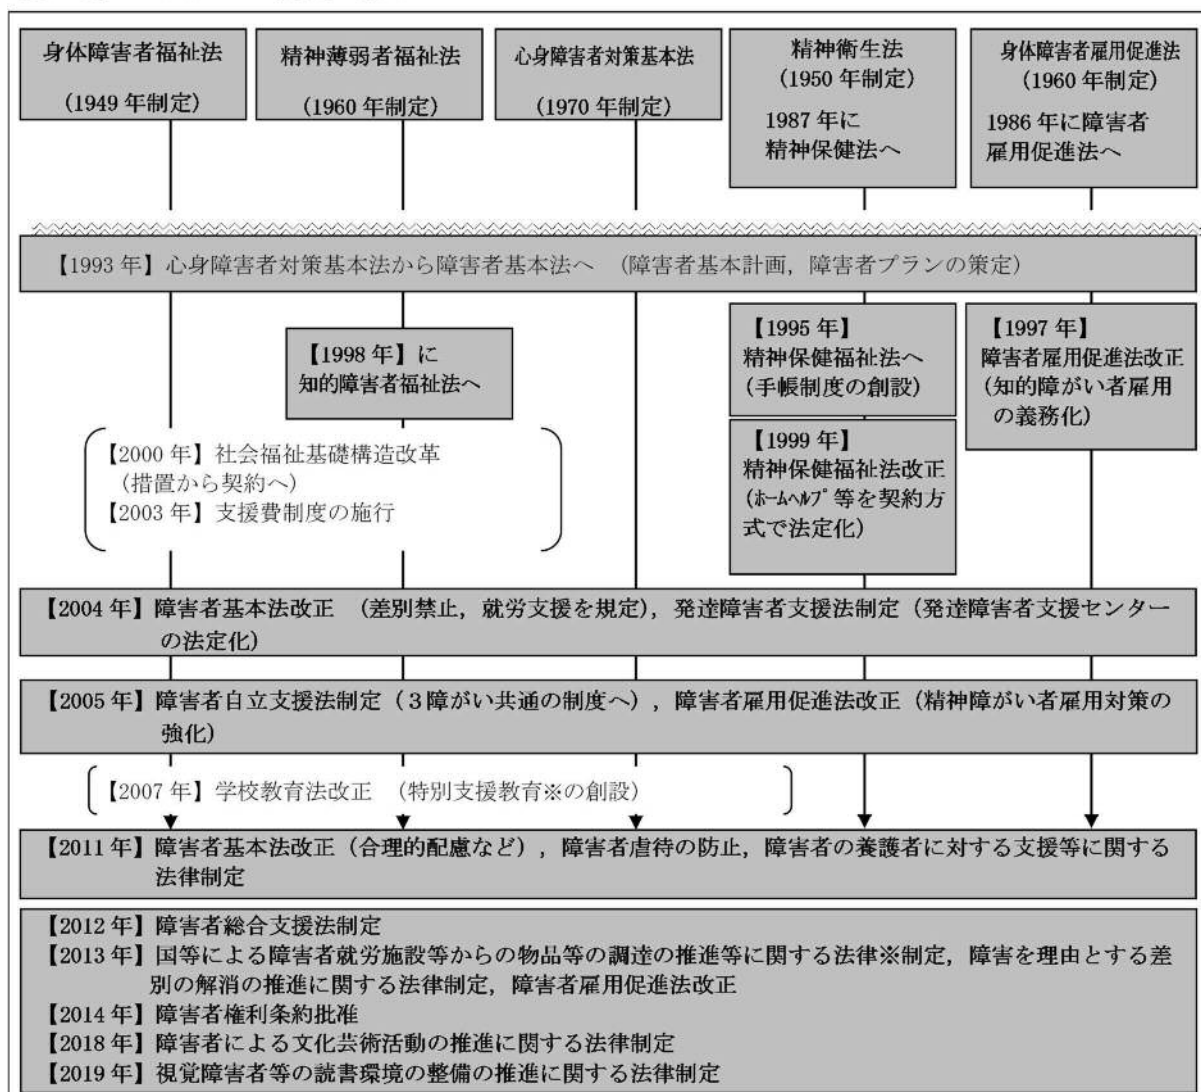 身体障害者福祉法
(1949 年制定)
精神薄弱者福祉法
(1960 年制定)
心身障害者対策基本法
(1970 年制定)
精神衛生法
(1950 年制定)
1987 年に
精神保健法へ
身体障害者雇用促進法
(1960 年制定)
1986 年に障害者
雇用促進法へ
【1993 年】心身障害者対策基本法から障害者基本法へ (障害者基本計画，障害者プランの策定)
【1998 年】に
知的障害者福祉法へ
【1995 年】
精神保健福祉法へ
(手帳制度の創設)
【1997 年】
障害者雇用促進法改正
(知的障がい者雇用
の義務化)
【2000 年】社会福祉基礎構造改革
(措置から契約へ)
【2003 年】支援費制度の施行
【1999 年】
精神保健福祉法改正
(ﾎｰﾑﾍﾙﾌﾟ等を契約方
式で法定化)
【2004 年】障害者基本法改正 (差別禁止，就労支援を規定)，発達障害者支援法制定 (発達障害者支援センター
の法定化)
【2005 年】障害者自立支援法制定 (３障がい共通の制度へ)，障害者雇用促進法改正 (精神障がい者雇用対策の
強化)
【2007 年】学校教育法改正 (特別支援教育※の創設)
【2011 年】障害者基本法改正 (合理的配慮など)，障害者虐待の防止，障害者の養護者に対する支援等に関する
法律制定
【2012 年】障害者総合支援法制定
【2013 年】国等による障害者就労施設等からの物品等の調達の推進等に関する法律※制定，障害を理由とする差
別の解消の推進に関する法律制定，障害者雇用促進法改正
【2014 年】障害者権利条約批准
【2018 年】障害者による文化芸術活動の推進に関する法律制定
【2019 年】視覚障害者等の読書環境の整備の推進に関する法律制定